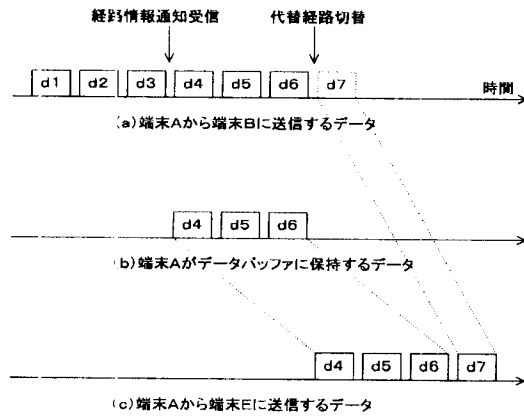 経路情報通知受信 代替経路切替
d1 d2 d3 d4 d5 d6 d7 時間
(a)端末Aから端末Bに送信するデータ
d4 d5 d6
(b)端末Aがデータバッファに保持するデータ
d4 d5 d6 d7
(c)端末Aから端末Eに送信するデータ